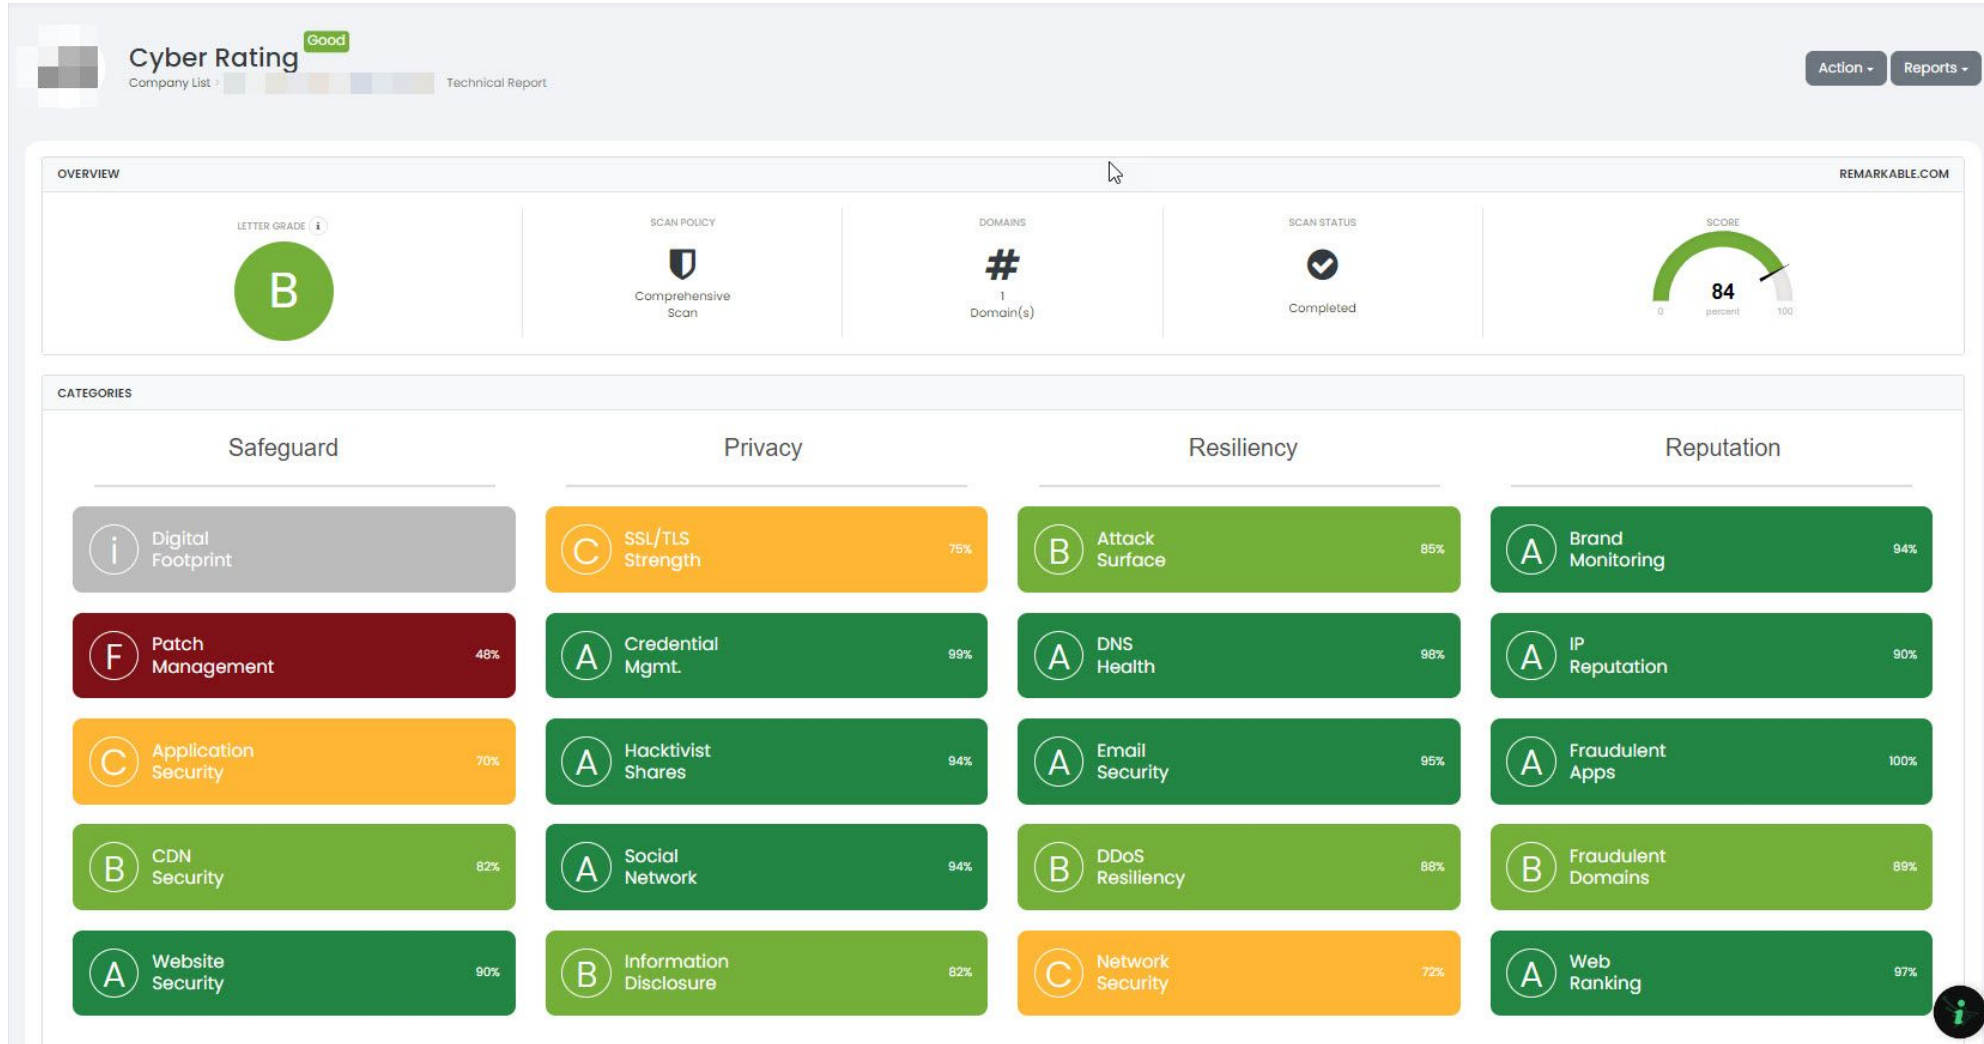 Cyber Rating Good
Company List › Technical Report
Action
Reports
OVERVIEW
REMARKABLE.COM
LETTER GRADE i
B
SCAN POLICY
Comprehensive
Scan
DOMAINS
#
1
Domain(s)
SCAN STATUS
Completed
SCORE
84
0 percent 100
CATEGORIES
Safeguard
i Digital
Footprint
F Patch
Management 48%
C Application
Security 70%
B CDN
Security 82%
A Website
Security 90%
Privacy
C SSL/TLS
Strength 75%
A Credential
Mgmt. 99%
A Hacktivist
Shares 94%
A Social
Network 94%
B Information
Disclosure 82%
Resiliency
B Attack
Surface 85%
A DNS
Health 98%
A Email
Security 95%
B DDoS
Resiliency 88%
C Network
Security 72%
Reputation
A Brand
Monitoring 94%
A IP
Reputation 90%
A Fraudulent
Apps 100%
B Fraudulent
Domains 89%
A Web
Ranking 97%
i